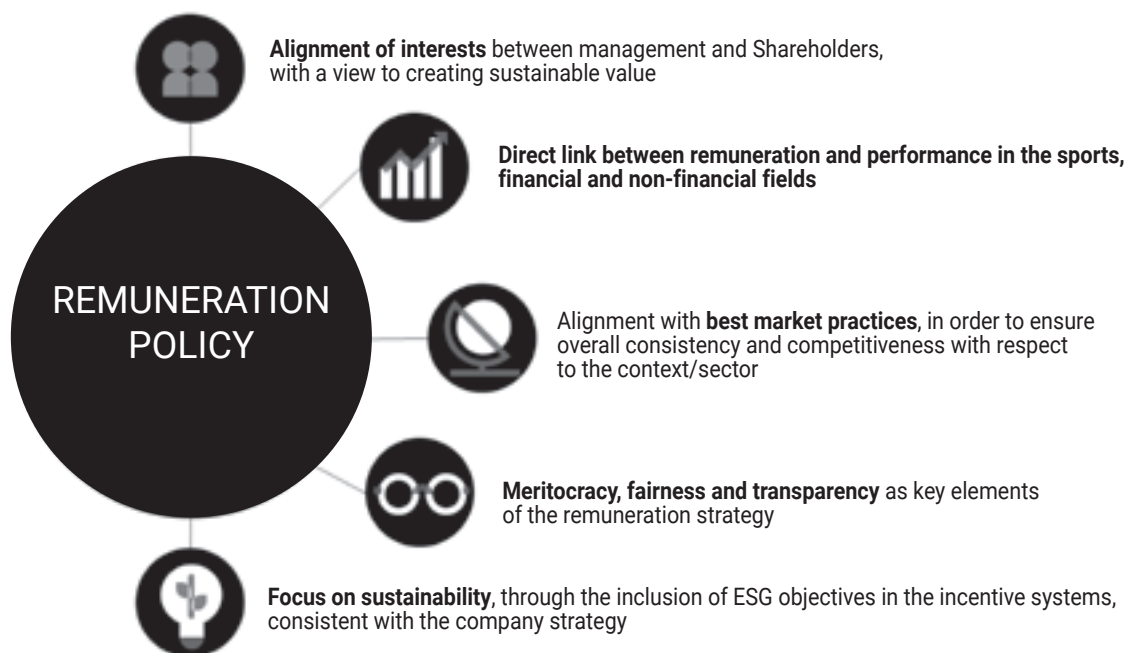 Alignment of interests between management and Shareholders,
with a view to creating sustainable value
Direct link between remuneration and performance in the sports,
financial and non-financial fields
REMUNERATION
POLICY
Alignment with best market practices, in order to ensure
overall consistency and competitiveness with respect
to the context/sector
Meritocracy, fairness and transparency as key elements
of the remuneration strategy
Focus on sustainability, through the inclusion of ESG objectives in the incentive systems,
consistent with the company strategy